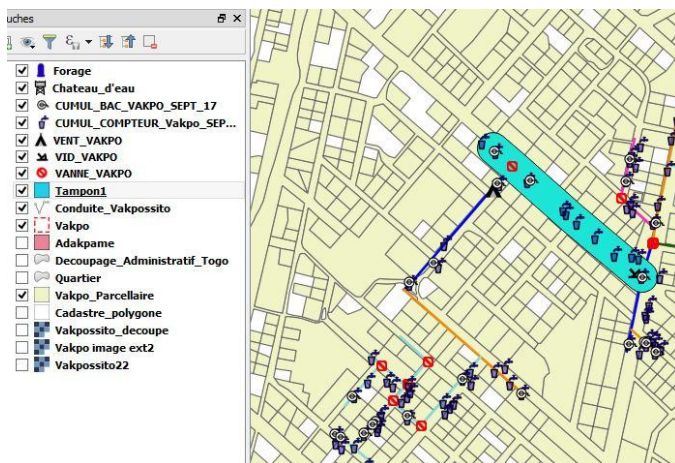 uches
Forage
Chateau_d'eau
CUMUL_BAC_VAKPO_SEPT_17
CUMUL_COMPTEUR_Vakpo_SEP...
VENT_VAKPO
VID_VAKPO
VANNE_VAKPO
Tampon1
Conduite_Vakpossito
Vakpo
Adakpame
Decoupage_Administratif_Togo
Quartier
Vakpo_Parcellaire
Cadastre_polygone
Vakpossito_decoupe
Vakpo image ext2
Vakpossito22